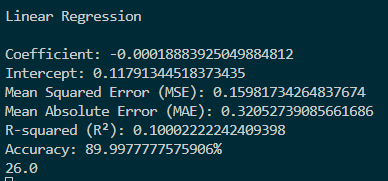 Linear Regression
Coefficient: -0.00018883925049884812
Intercept: 0.11791344518373435
Mean Squared Error (MSE): 0.15981734264837674
Mean Absolute Error (MAE): 0.32052739085661686
R-squared (R²): 0.10002222242409398
Accuracy: 89.9977777575906%
26.0